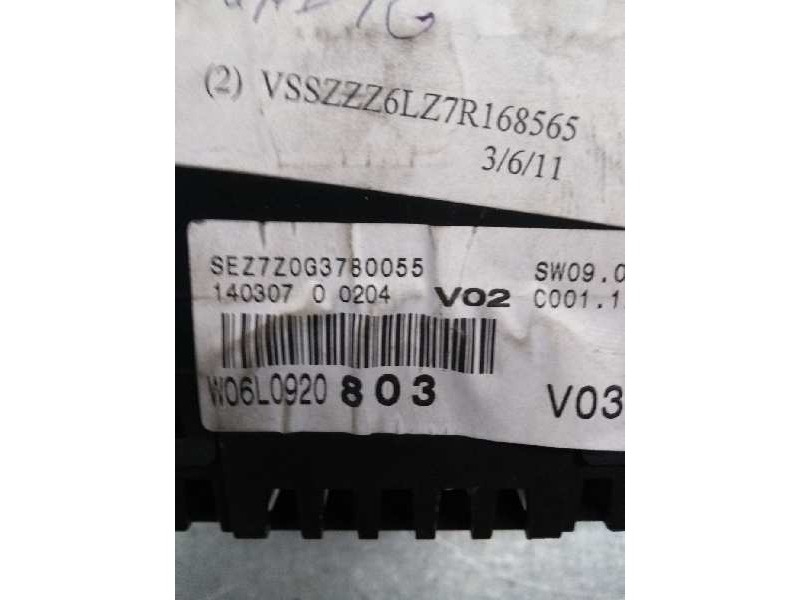 (2) VSSZZZ6LZ7R168565
3/6/11
SEZ7Z0G3780055 SW09.0
140307 0 0204 V02 C001.1
W06L0920 803 V03